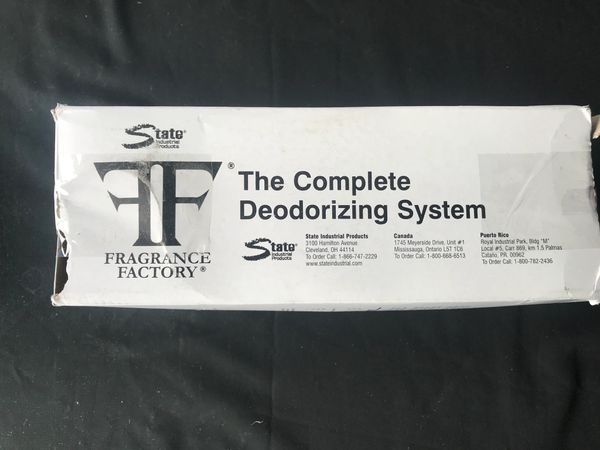 State®
Industrial
Products
FF®
FRAGRANCE
FACTORY®
The Complete
Deodorizing System
State®
Industrial
Products
State Industrial Products
3100 Hamilton Avenue
Cleveland, OH 44114
To Order Call: 1-866-747-2229
www.stateindustrial.com
Canada
1745 Meyerside Drive, Unit #1
Mississauga, Ontario L5T 1C6
To Order Call: 1-800-668-6513
Puerto Rico
Royal Industrial Park, Bldg "M"
Local #5, Carr 869, km 1.5 Palmas
Cataño, P.R. 00962
To Order Call: 1-800-782-2436